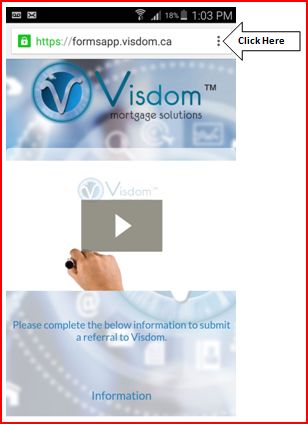 18% 1:03 PM
https://formsapp.visdom.ca
Click Here
Visdom™
mortgage solutions
Visdom™
Please complete the below information to submit
a referral to Visdom.
Information